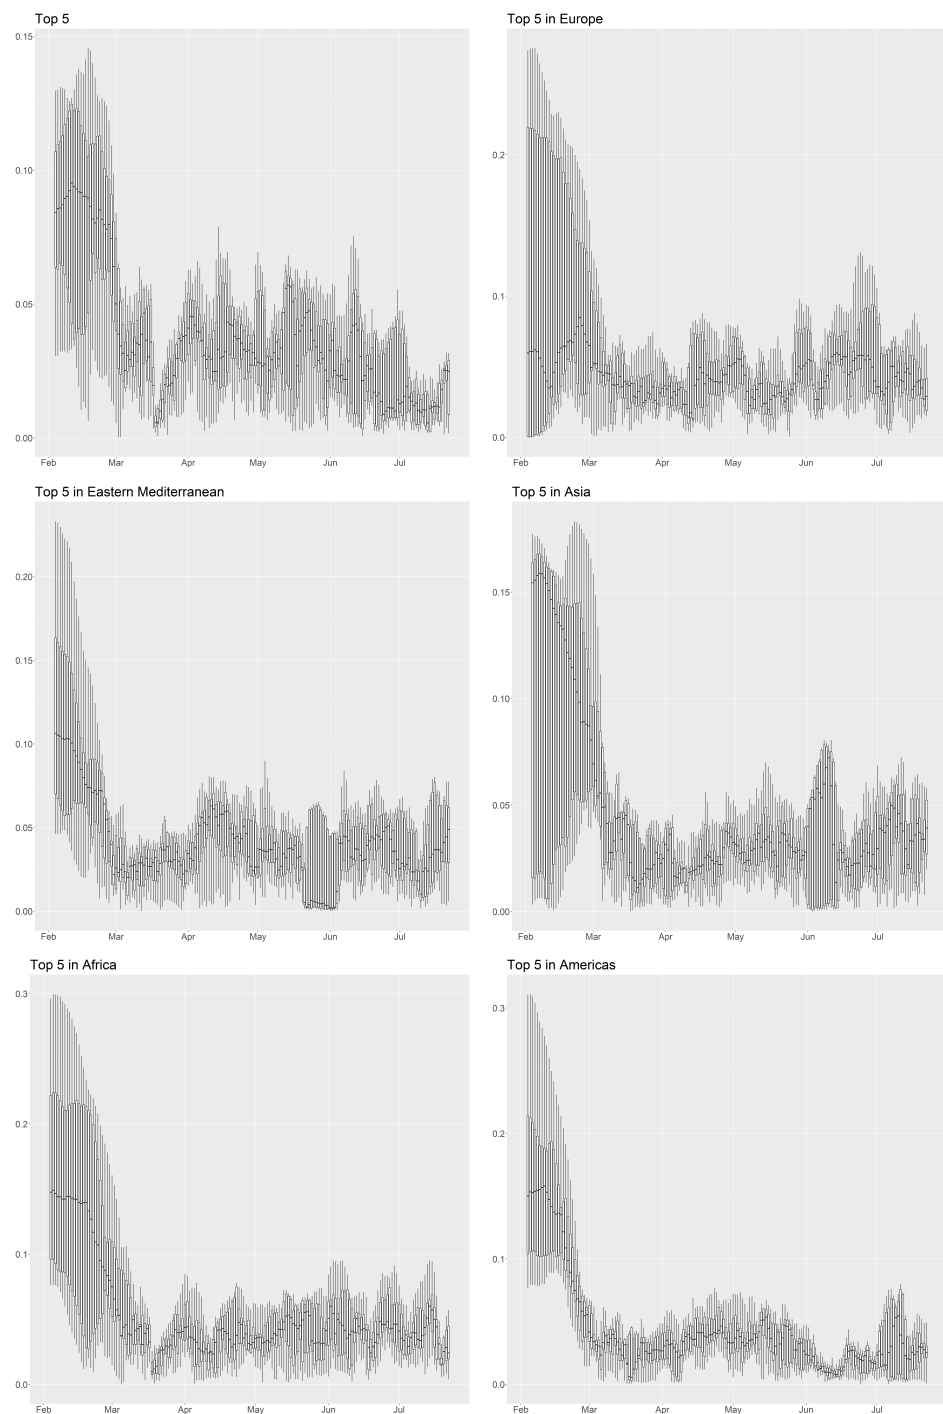 Top 5
0.15
0.10
0.05
0.00
Feb Mar Apr May Jun Jul
Top 5 in Europe
0.2
0.1
0.0
Feb Mar Apr May Jun Jul
Top 5 in Eastern Mediterranean
0.20
0.15
0.10
0.05
0.00
Feb Mar Apr May Jun Jul
Top 5 in Asia
0.15
0.10
0.05
0.00
Feb Mar Apr May Jun Jul
Top 5 in Africa
0.3
0.2
0.1
0.0
Feb Mar Apr May Jun Jul
Top 5 in Americas
0.3
0.2
0.1
0.0
Feb Mar Apr May Jun Jul